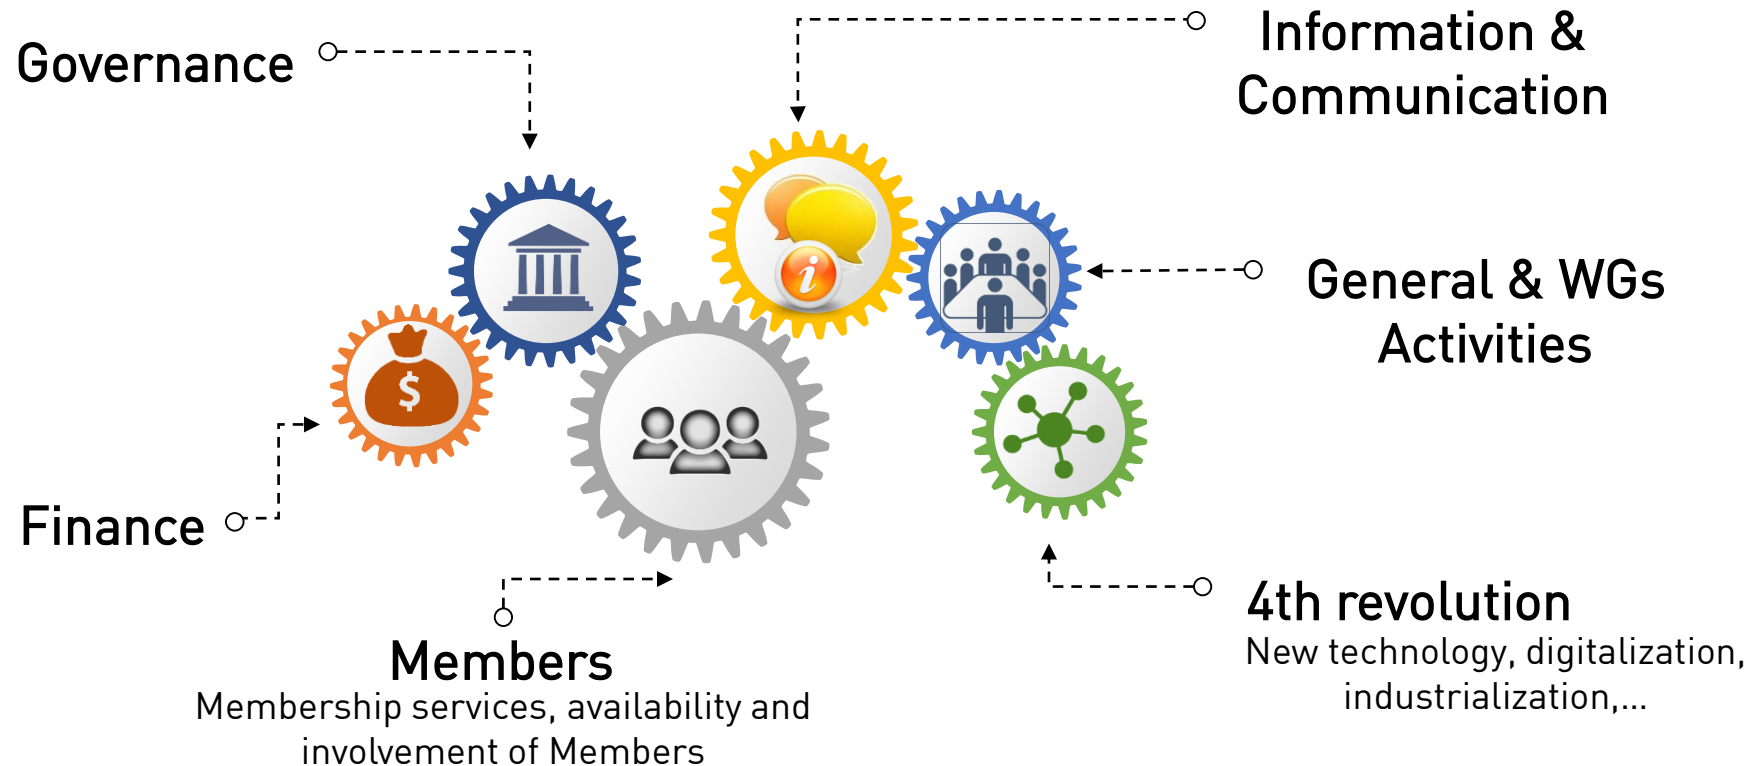 Governance
Information &
Communication
General & WGs
Activities
$
i
Finance
Members
Membership services, availability and
involvement of Members
4th revolution
New technology, digitalization,
industrialization,...